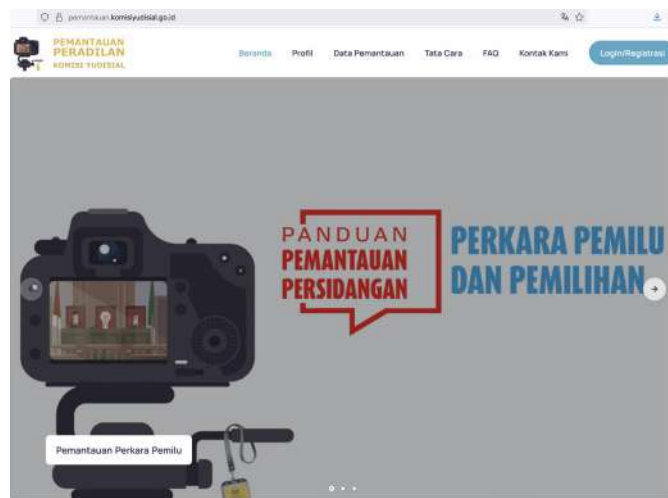 pemantauan.komisiyudisial.go.id
PEMANTAUAN
PERADILAN
KOMISI YUDISIAL
Beranda Profil Data Pemantauan Tata Cara FAQ Kontak Kami Login/Registrasi
PANDUAN
PEMANTAUAN
PERSIDANGAN
PERKARA PEMILU
DAN PEMILIHAN
Pemantauan Perkara Pemilu